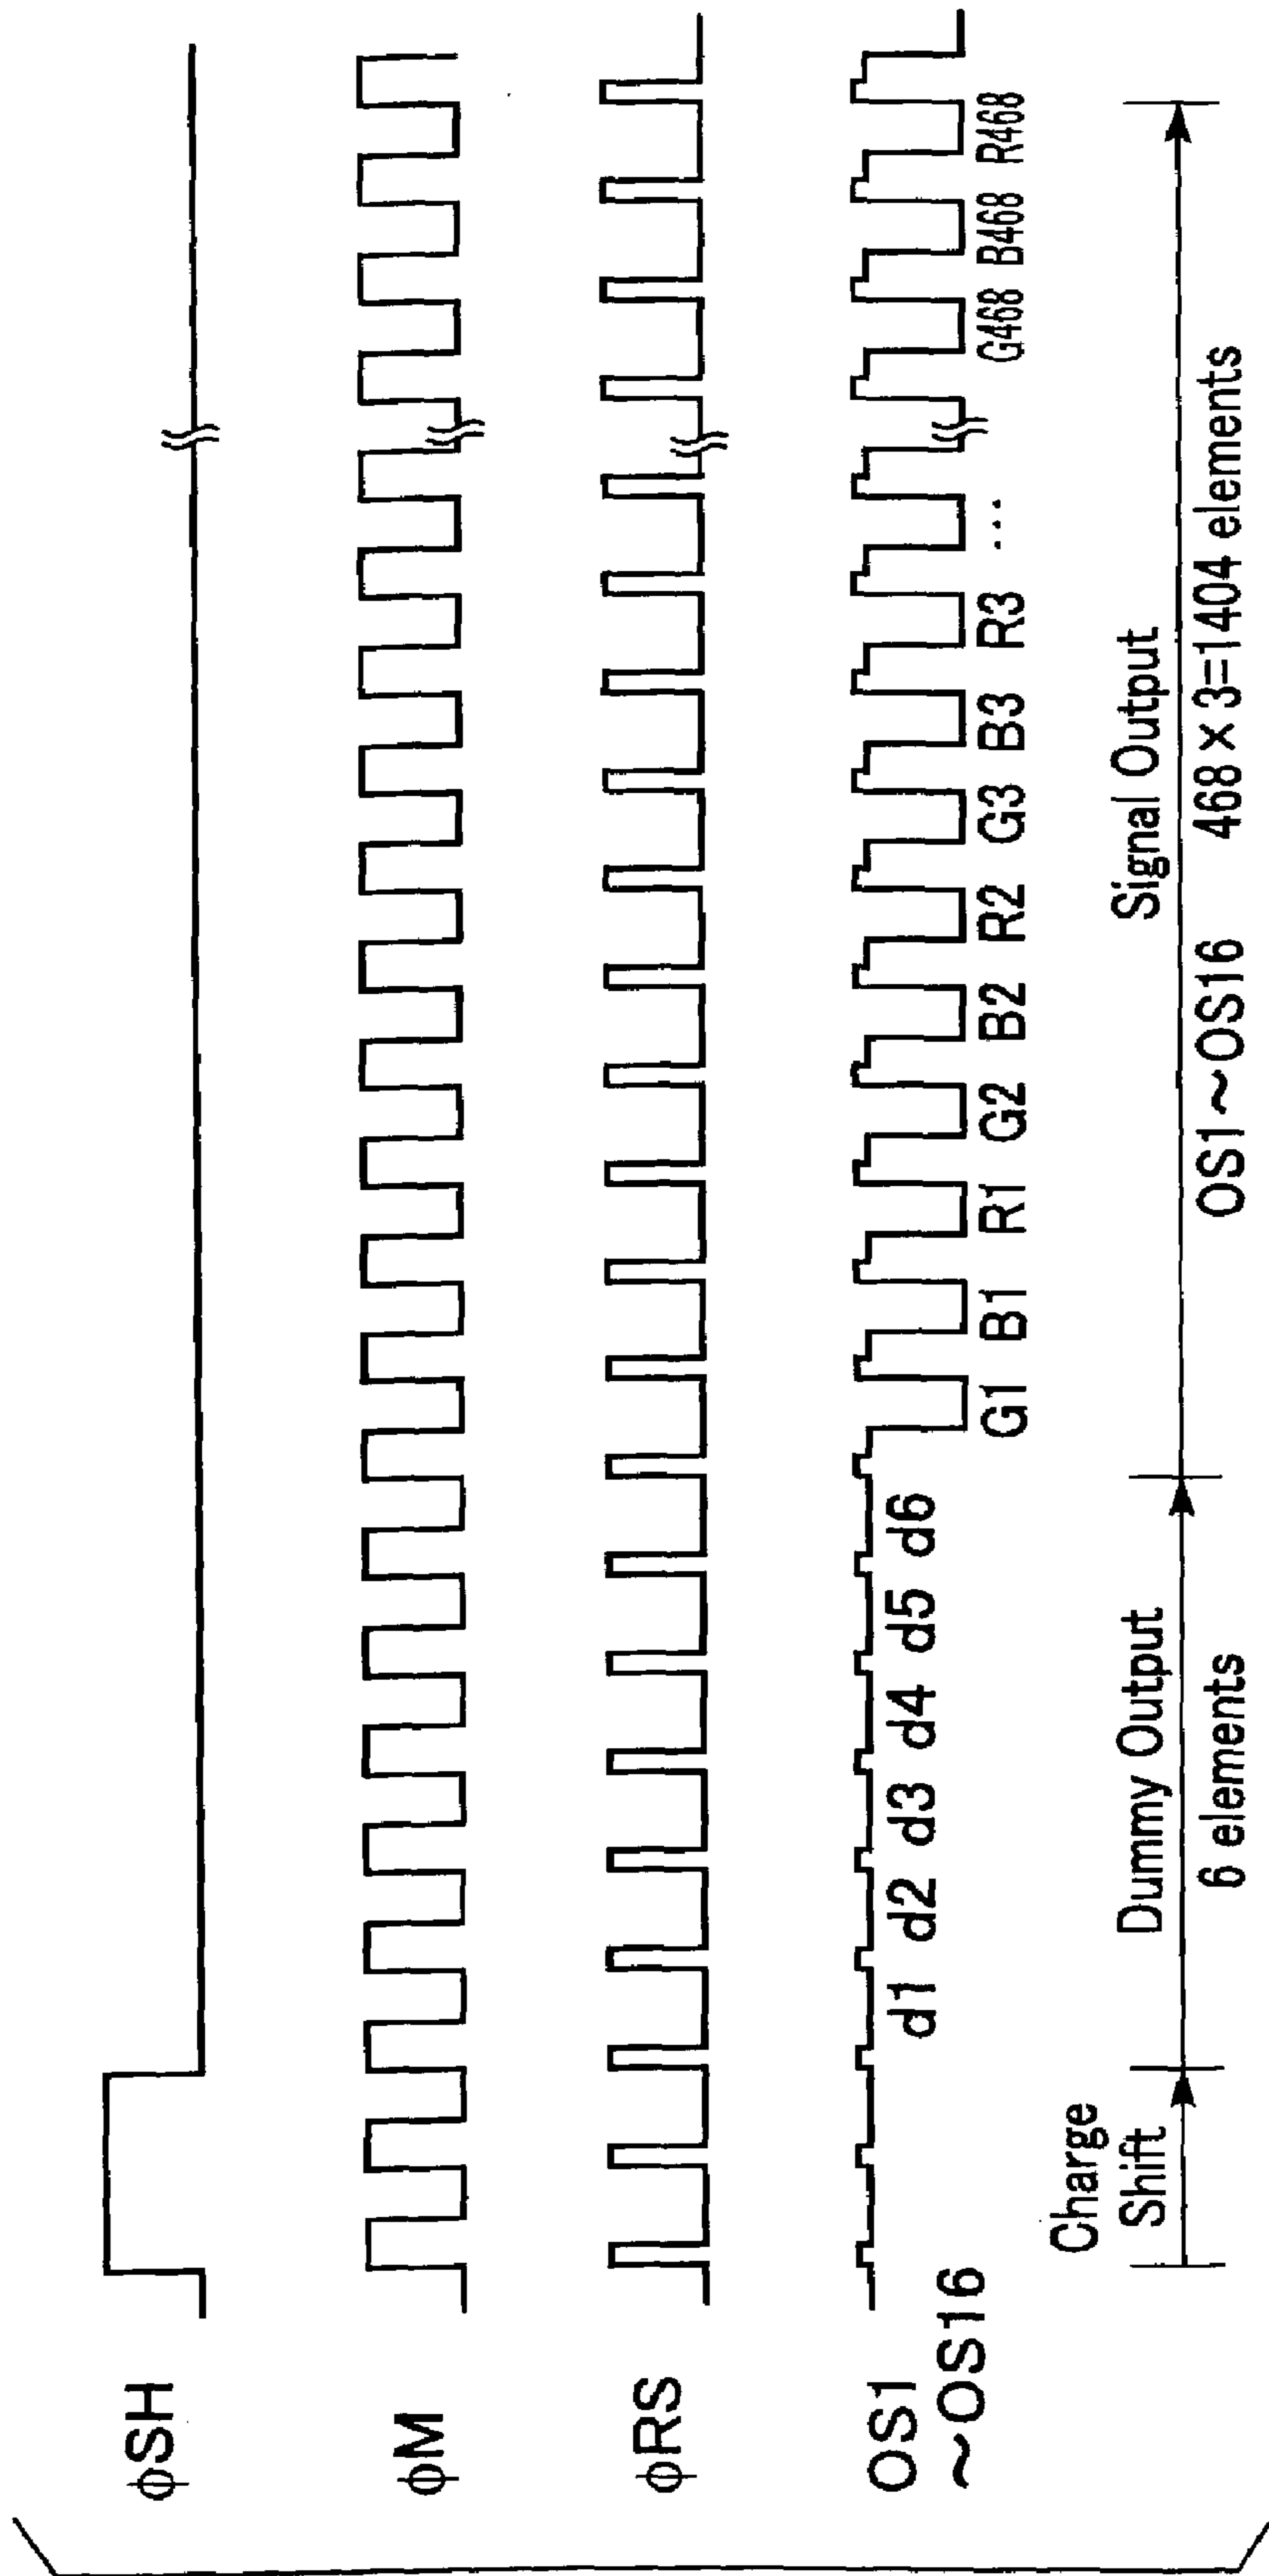 ϕSH
ϕM
ϕRS
OS1
~OS16
d1 d2 d3 d4 d5 d6
G1 B1 R1 G2 B2 R2 G3 B3 R3 ... G468 B468 R468
Charge
Shift
Dummy Output
6 elements
Signal Output
OS1~OS16 468×3=1404 elements